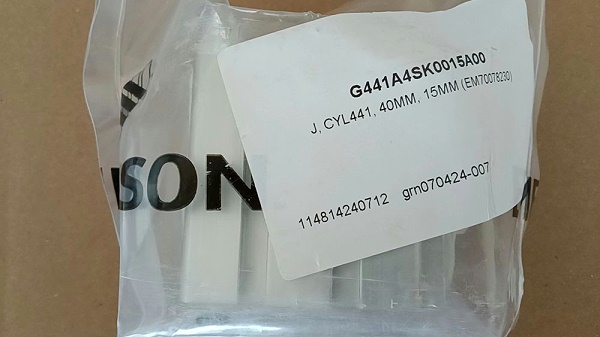 G441A4SK0015A00
J, CYL441, 40MM, 15MM (EM70078230)
114814240712 grn070424-007
SON